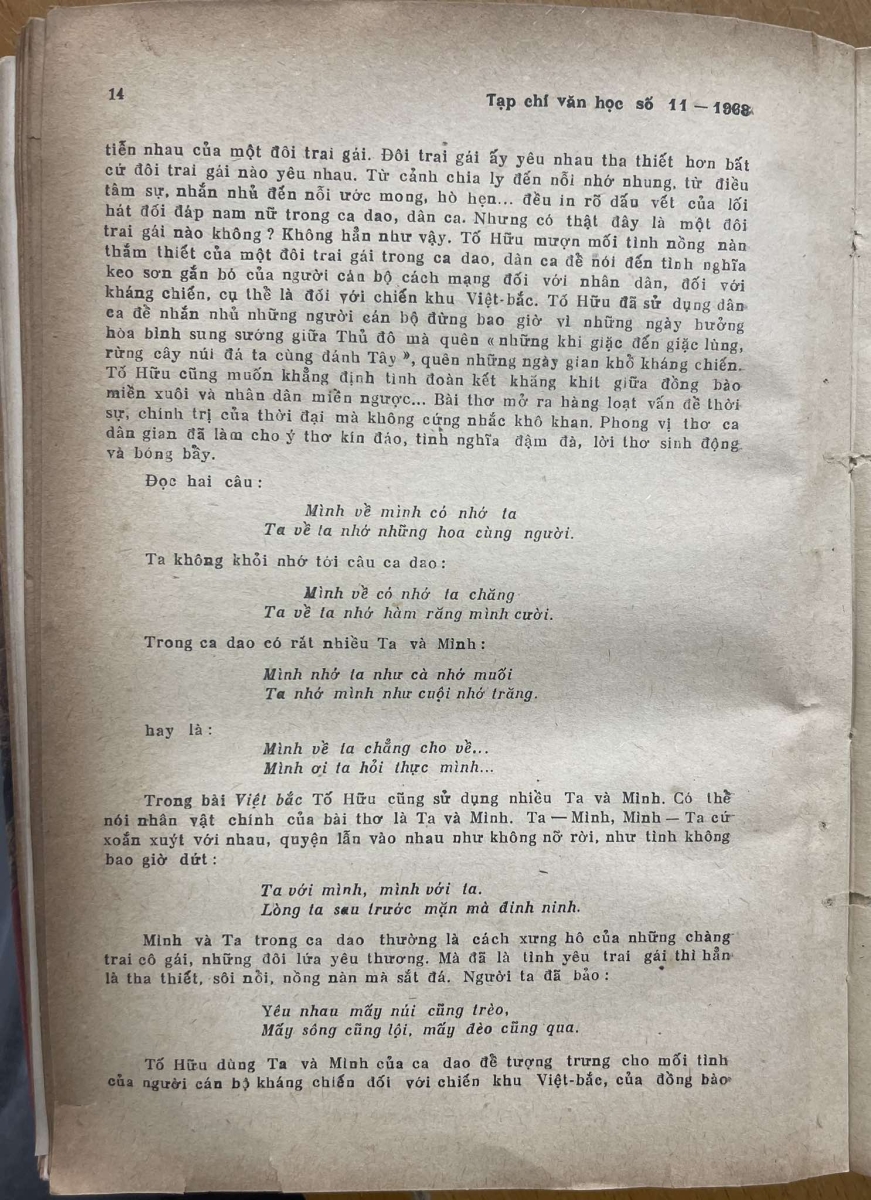 14
Tạp chí văn học số 11 — 1968
tiễn nhau của một đôi trai gái. Đôi trai gái ấy yêu nhau tha thiết hơn bất
cứ đôi trai gái nào yêu nhau. Từ cảnh chia ly đến nỗi nhớ nhung, từ điều
tâm sự, nhắn nhủ đến nỗi ước mong, hò hẹn... đều in rõ dấu vết của lối
hát đối đáp nam nữ trong ca dao, dân ca. Nhưng có thật đây là một đôi
trai gái nào không ? Không hẳn như vậy. Tố Hữu mượn mối tình nồng nàn
thắm thiết của một đôi trai gái trong ca dao, dân ca để nói đến tình nghĩa
keo sơn gắn bó của người cán bộ cách mạng đối với nhân dân, đối với
kháng chiến, cụ thể là đối với chiến khu Việt-bắc. Tố Hữu đã sử dụng dân
ca để nhắn nhủ những người cán bộ đừng bao giờ vì những ngày hưởng
hòa bình sung sướng giữa Thủ đô mà quên « những khi giặc đến giặc lùng,
rừng cây núi đá ta cùng đánh Tây », quên những ngày gian khổ kháng chiến.
Tố Hữu cũng muốn khẳng định tình đoàn kết khăng khít giữa đồng bào
miền xuôi và nhân dân miền ngược... Bài thơ mở ra hàng loạt vấn đề thời
sự, chính trị của thời đại mà không cứng nhắc khô khan. Phong vị thơ ca
dân gian đã làm cho ý thơ kín đáo, tình nghĩa đậm đà, lời thơ sinh động
và bóng bẩy.
Đọc hai câu :
Mình về mình có nhớ ta
Ta về ta nhớ những hoa cùng người.
Ta không khỏi nhớ tới câu ca dao :
Mình về có nhớ ta chăng
Ta về ta nhớ hàm răng mình cười.
Trong ca dao có rất nhiều Ta và Mình :
Mình nhớ ta như cà nhớ muối
Ta nhớ mình như cuội nhớ trăng.
hay là :
Mình về ta chẳng cho về...
Mình ơi ta hỏi thực mình...
Trong bài Việt bắc Tố Hữu cũng sử dụng nhiều Ta và Mình. Có thể
nói nhân vật chính của bài thơ là Ta và Mình. Ta — Mình, Mình — Ta cứ
xoắn xuýt với nhau, quyện lẫn vào nhau như không nỡ rời, như tình không
bao giờ dứt :
Ta với mình, mình với ta.
Lòng ta sau trước mặn mà đinh ninh.
Mình và Ta trong ca dao thường là cách xưng hô của những chàng
trai cô gái, những đôi lứa yêu thương. Mà đã là tình yêu trai gái thì hẳn
là tha thiết, sôi nổi, nồng nàn mà sắt đá. Người ta đã bảo :
Yêu nhau mấy núi cũng trèo,
Mấy sông cũng lội, mấy đèo cũng qua.
Tố Hữu dùng Ta và Mình của ca dao để tượng trưng cho mối tình
của người cán bộ kháng chiến đối với chiến khu Việt-bắc, của đồng bào